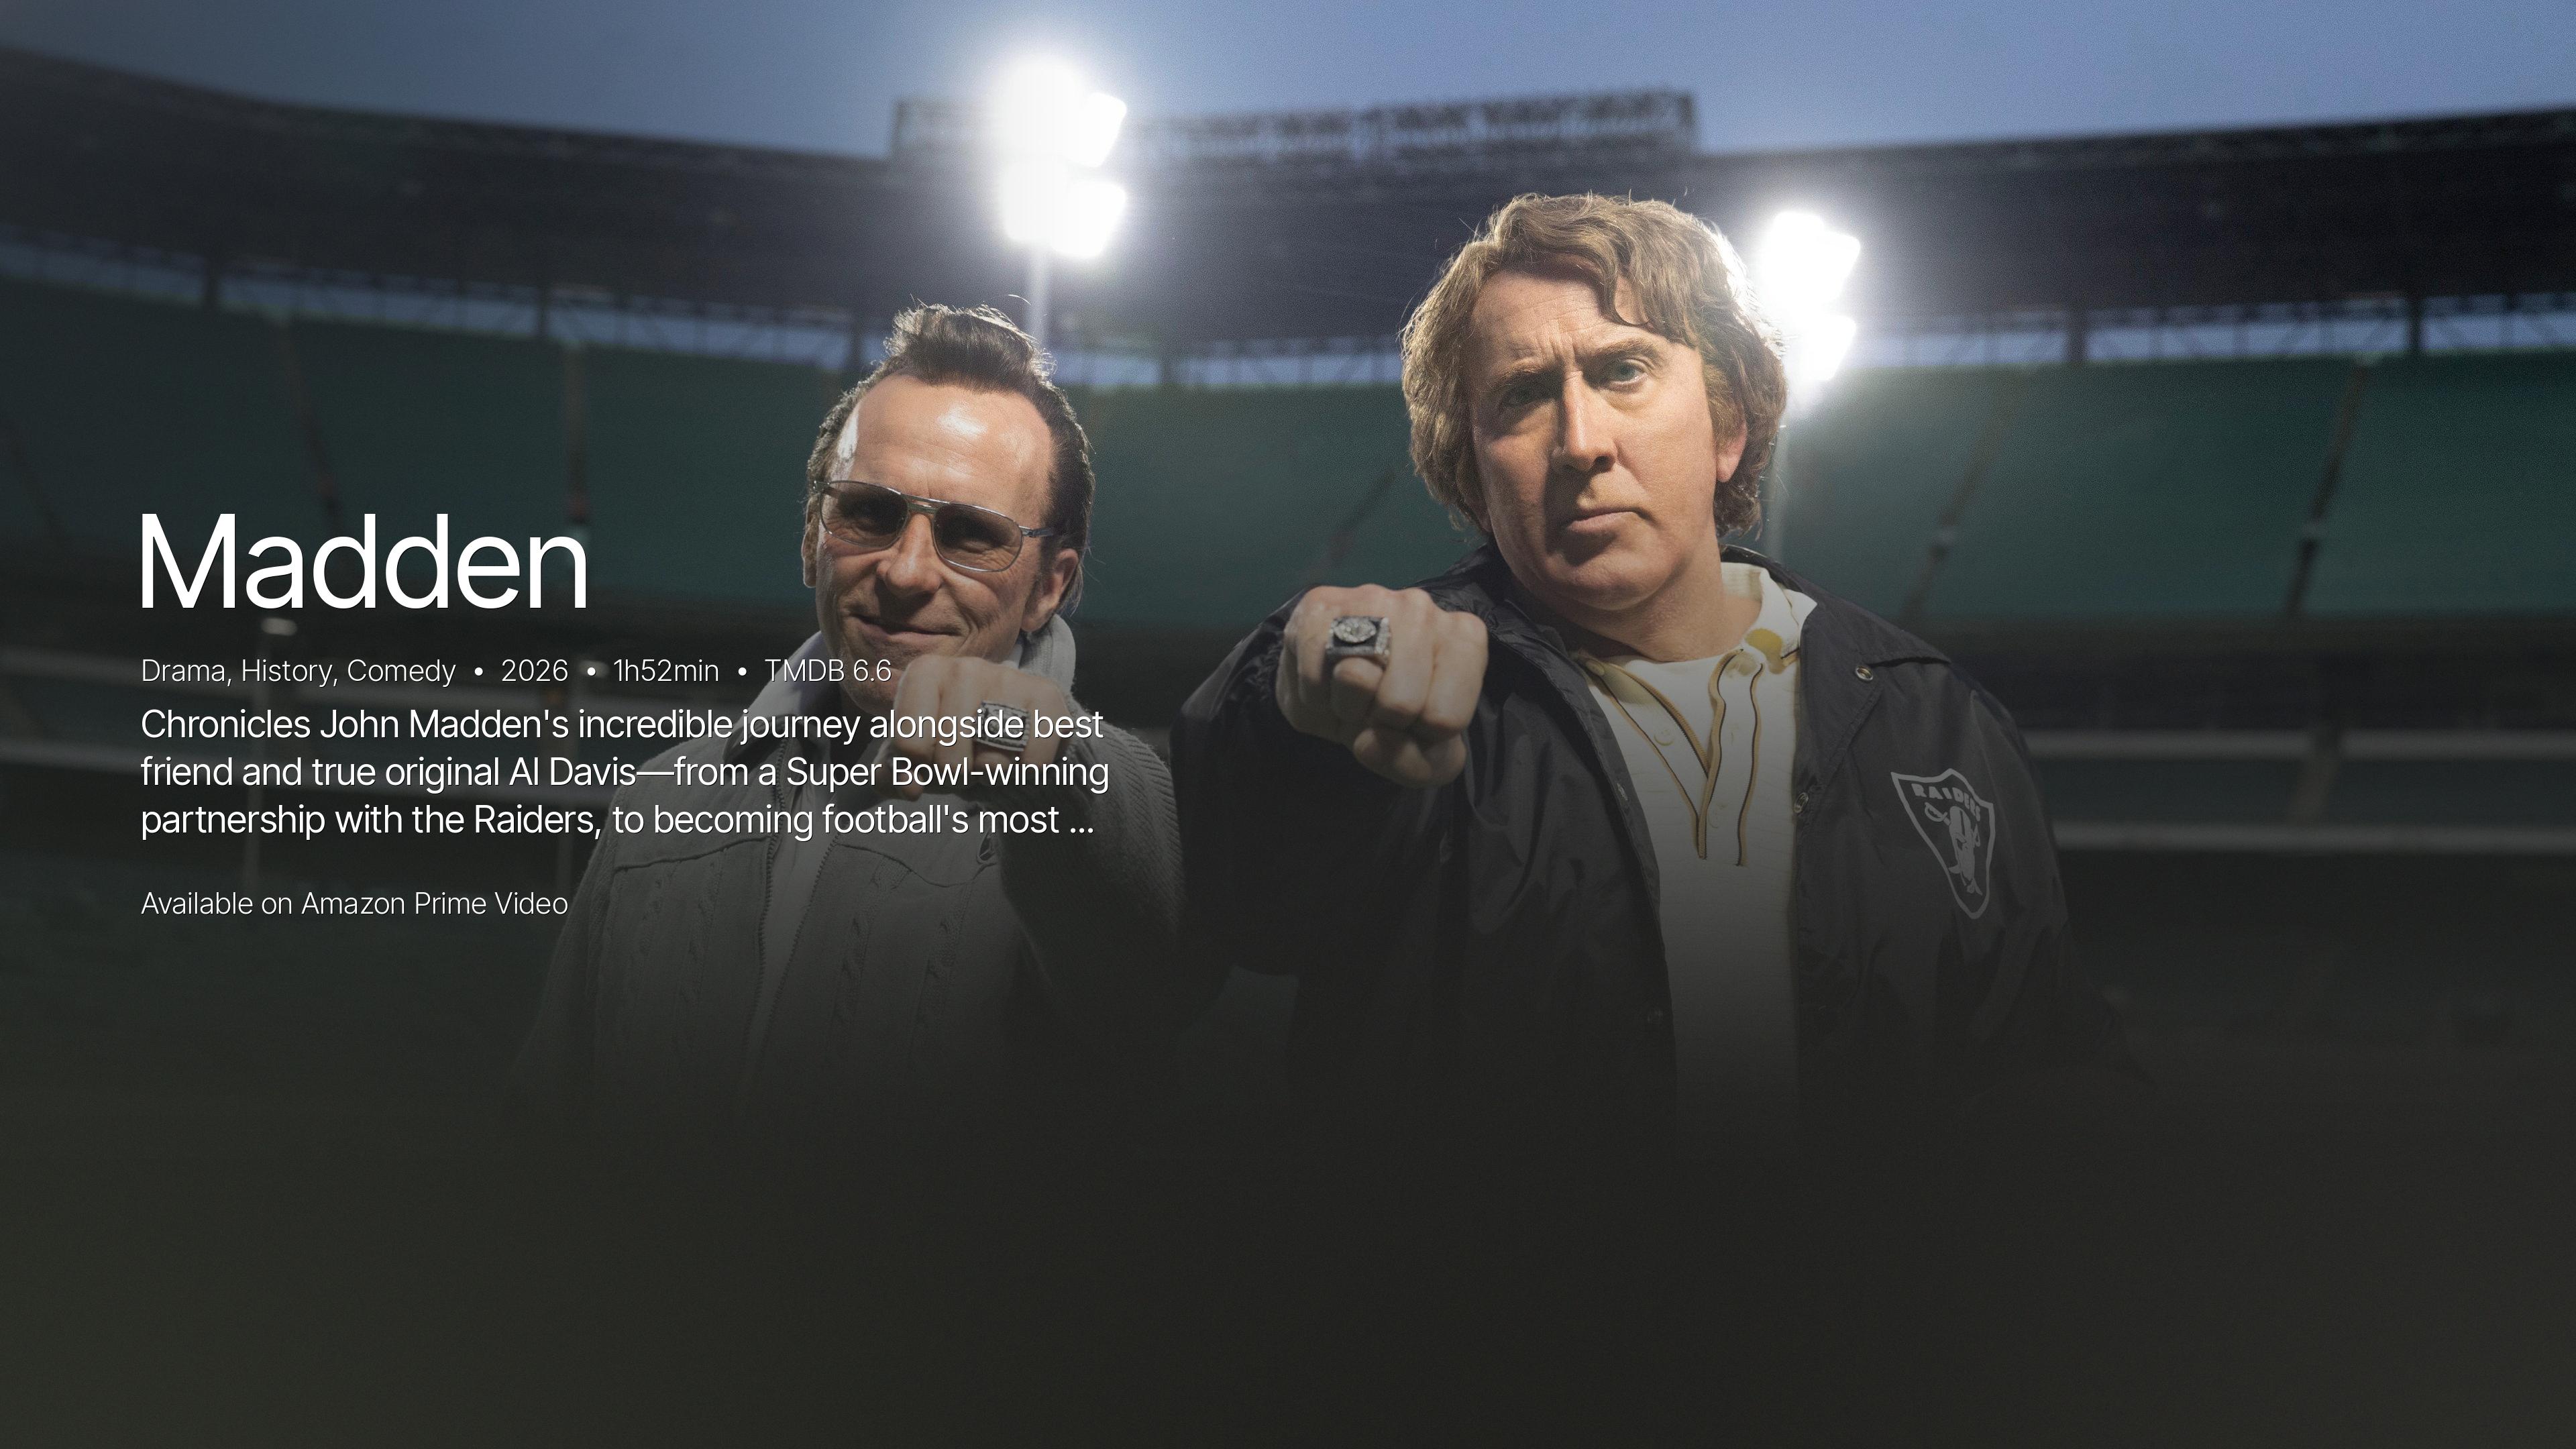 Madden
Drama, History, Comedy • 2026 • 1h52min • TMDB 6.6
Chronicles John Madden's incredible journey alongside best
friend and true original Al Davis—from a Super Bowl-winning
partnership with the Raiders, to becoming football's most ...
Available on Amazon Prime Video
RAIDERS